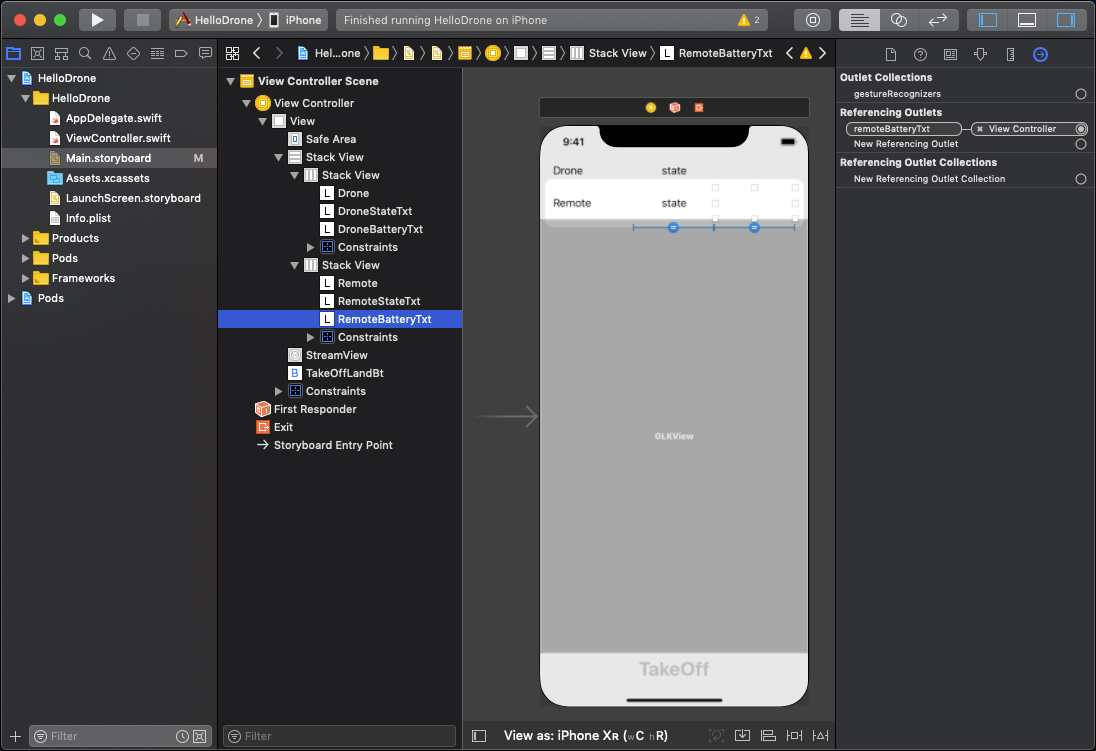 HelloDrone
iPhone
Finished running HelloDrone on iPhone
2
Hel...one
Stack View
L
RemoteBatteryTxt
HelloDrone
HelloDrone
AppDelegate.swift
ViewController.swift
Main.storyboard
M
Assets.xcassets
LaunchScreen.storyboard
Info.plist
Products
Pods
Frameworks
Pods
Filter
View Controller Scene
View Controller
View
Safe Area
Stack View
Stack View
L Drone
L DroneStateTxt
L DroneBatteryTxt
Constraints
Stack View
L Remote
L RemoteStateTxt
L RemoteBatteryTxt
Constraints
StreamView
B TakeOffLandBt
Constraints
First Responder
Exit
Storyboard Entry Point
Filter
9:41
Drone state
Remote state
GLKView
TakeOff
View as: iPhone XR (wC hR)
Outlet Collections
gestureRecognizers
Referencing Outlets
remoteBatteryTxt
View Controller
New Referencing Outlet
Referencing Outlet Collections
New Referencing Outlet Collection